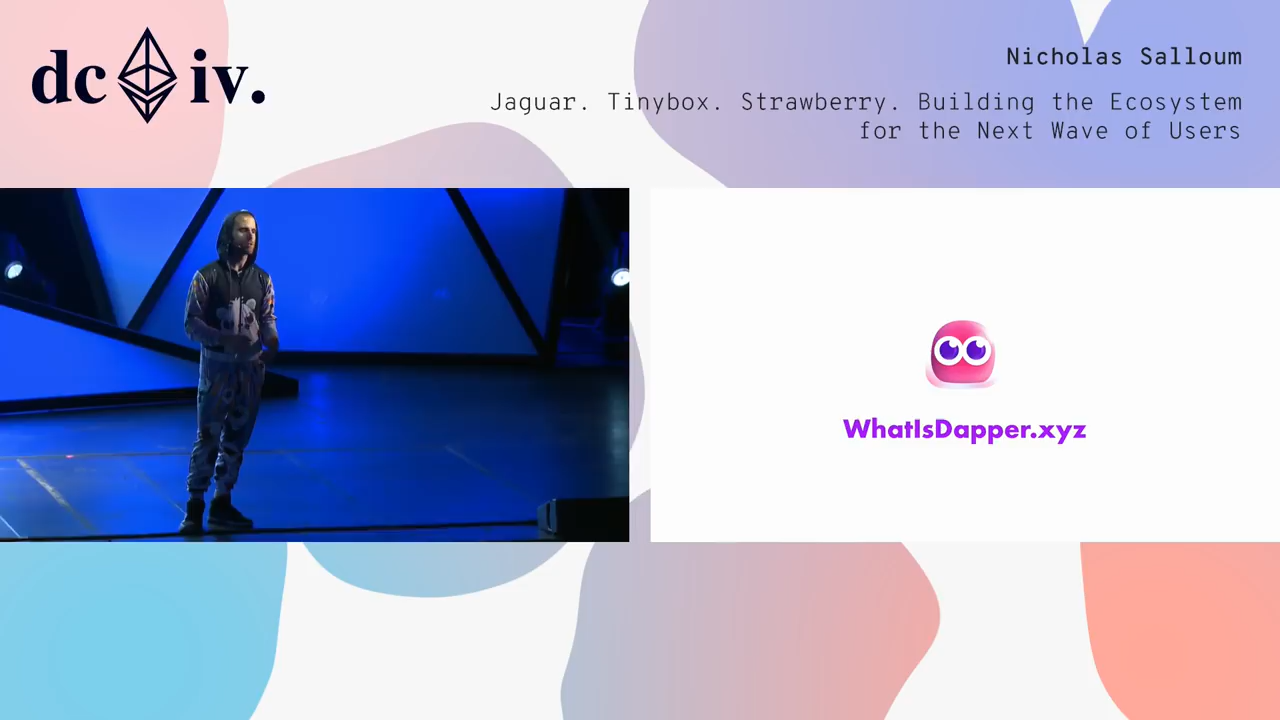 dc iv.
Nicholas Salloum
Jaguar. Tinybox. Strawberry. Building the Ecosystem
for the Next Wave of Users
WhatIsDapper.xyz